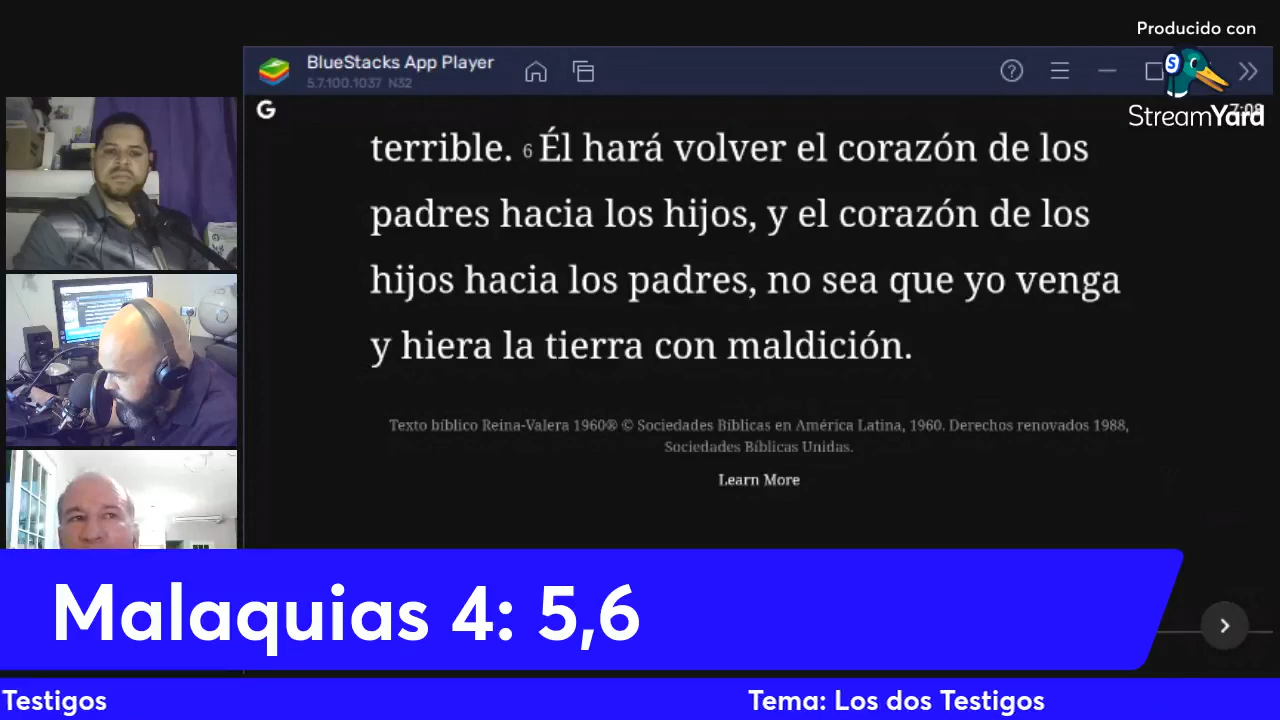 Producido con
StreamYard
BlueStacks App Player
5.7.100.1037 N32
G
7:08
terrible. 6 Él hará volver el corazón de los
padres hacia los hijos, y el corazón de los
hijos hacia los padres, no sea que yo venga
y hiera la tierra con maldición.
Texto bíblico Reina-Valera 1960® © Sociedades Bíblicas en América Latina, 1960. Derechos renovados 1988,
Sociedades Bíblicas Unidas.
Learn More
Malaquias 4: 5,6
Testigos
Tema: Los dos Testigos